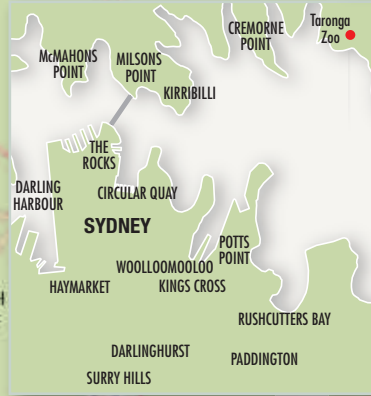 CREMORNE
POINT
Taronga
Zoo
McMAHONS
POINT
MILSONS
POINT
KIRRIBILLI
THE
ROCKS
DARLING
HARBOUR
CIRCULAR QUAY
SYDNEY
POTTS
POINT
WOOLLOOMOOLOO
HAYMARKET
KINGS CROSS
RUSHCUTTERS BAY
DARLINGHURST
PADDINGTON
SURRY HILLS